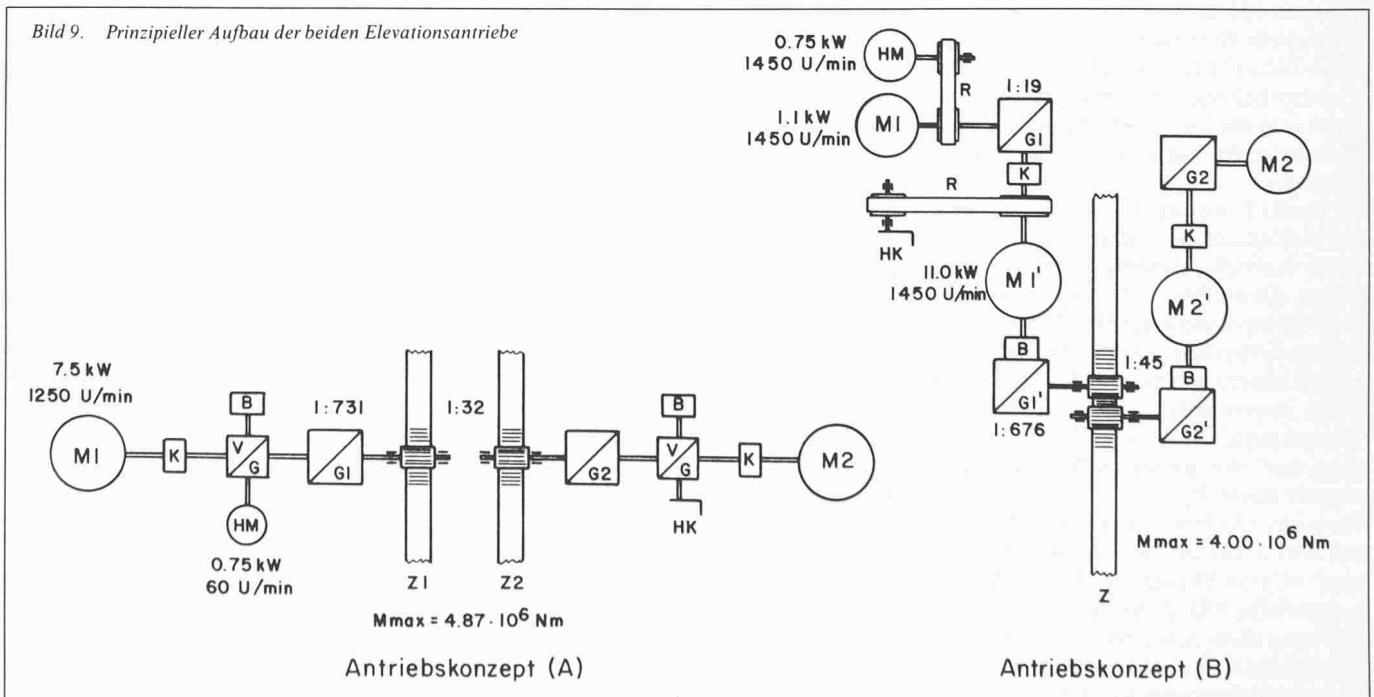 Bild 9. Prinzipieller Aufbau der beiden Elevationsantriebe
7.5 kW
1250 U/min
M1
K
B
V
G
HM
0.75 kW
60 U/min
1:731
G1
Z1
1:32
Z2
G2
B
V
G
HK
K
M2
Mmax = 4.87 · 10⁶ Nm
Antriebskonzept (A)
0.75 kW
1450 U/min
HM
R
1.1 kW
1450 U/min
M1
1:19
G1
K
R
HK
11.0 kW
1450 U/min
M1'
B
G1'
1:676
1:45
Z
G2
M2
K
M2'
B
G2'
Mmax = 4.00 · 10⁶ Nm
Antriebskonzept (B)